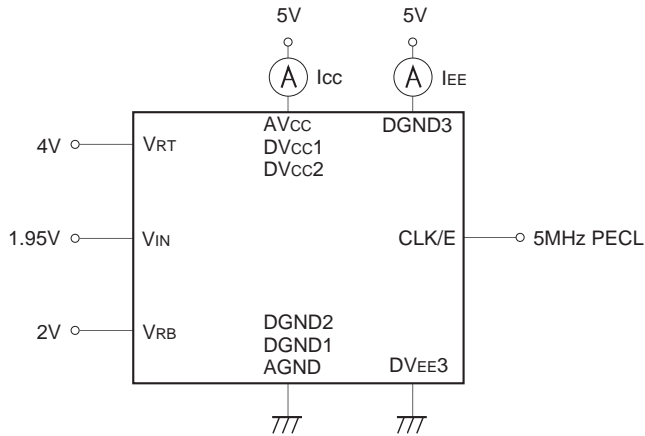 5V 5V
A Icc A IEE
AVcc DGND3
4V VRT DVcc1
DVcc2
1.95V VIN CLK/E 5MHz PECL
2V VRB DGND2
DGND1
AGND DVEE3